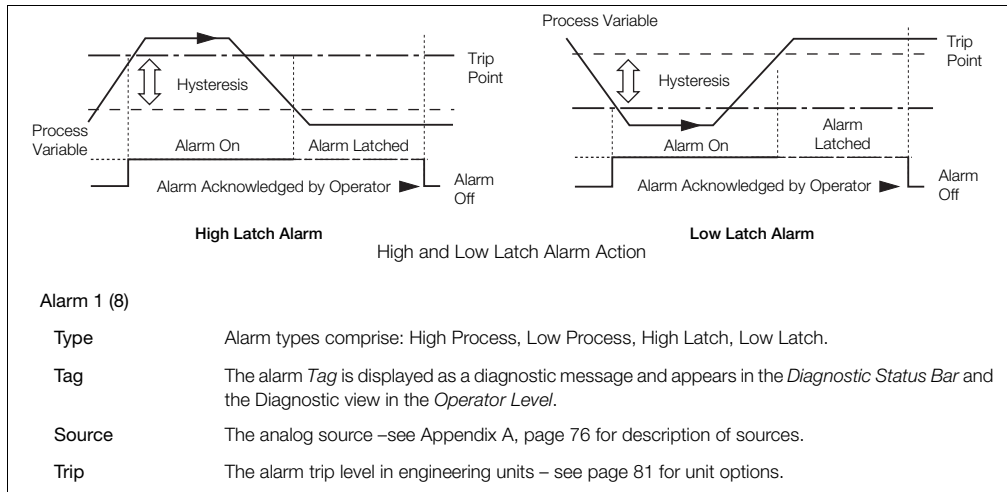 Process Variable
Trip
Point
Hysteresis
Process
Variable
Alarm On
Alarm Latched
Alarm Acknowledged by Operator
Alarm
Off
High Latch Alarm
Trip
Point
Hysteresis
Alarm On
Alarm
Latched
Alarm Acknowledged by Operator
Alarm
Off
Low Latch Alarm
High and Low Latch Alarm Action
Alarm 1 (8)
Type Alarm types comprise: High Process, Low Process, High Latch, Low Latch.
Tag The alarm Tag is displayed as a diagnostic message and appears in the Diagnostic Status Bar and
the Diagnostic view in the Operator Level.
Source The analog source –see Appendix A, page 76 for description of sources.
Trip The alarm trip level in engineering units – see page 81 for unit options.